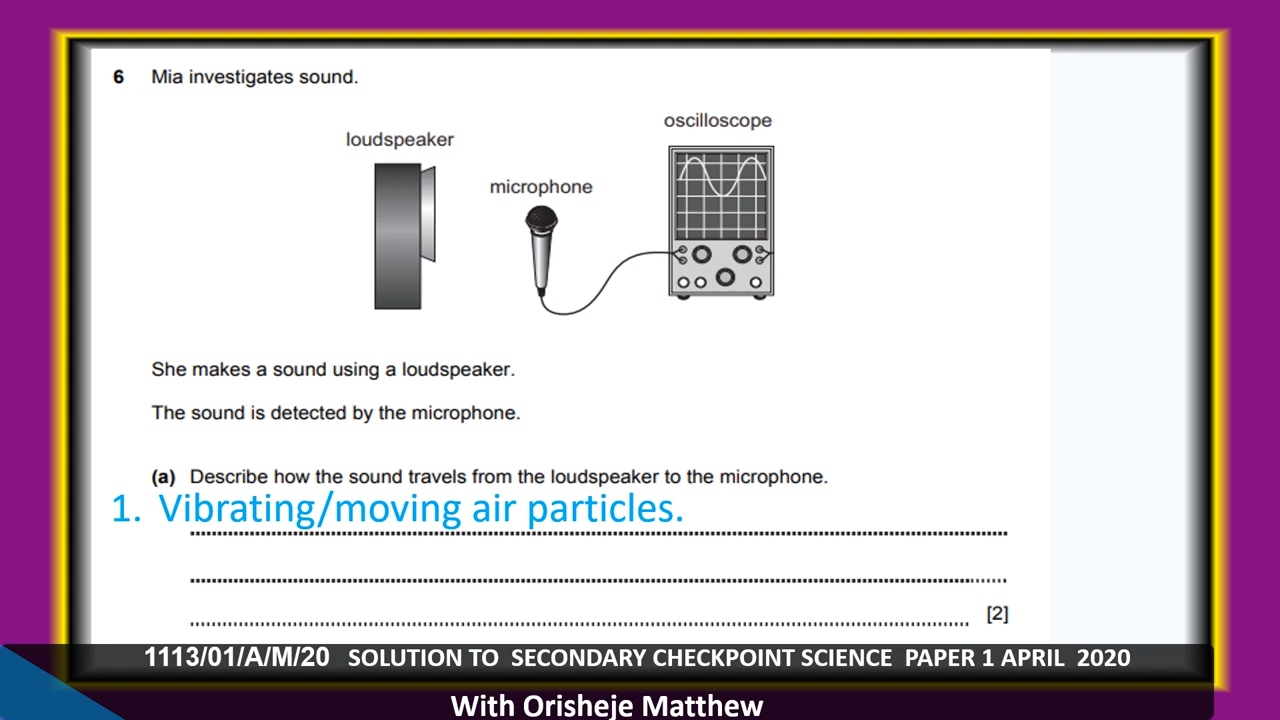 6 Mia investigates sound.
oscilloscope
loudspeaker
microphone
She makes a sound using a loudspeaker.
The sound is detected by the microphone.
(a) Describe how the sound travels from the loudspeaker to the microphone.
1. Vibrating/moving air particles.
[2]
1113/01/A/M/20 SOLUTION TO SECONDARY CHECKPOINT SCIENCE PAPER 1 APRIL 2020
With Orisheje Matthew